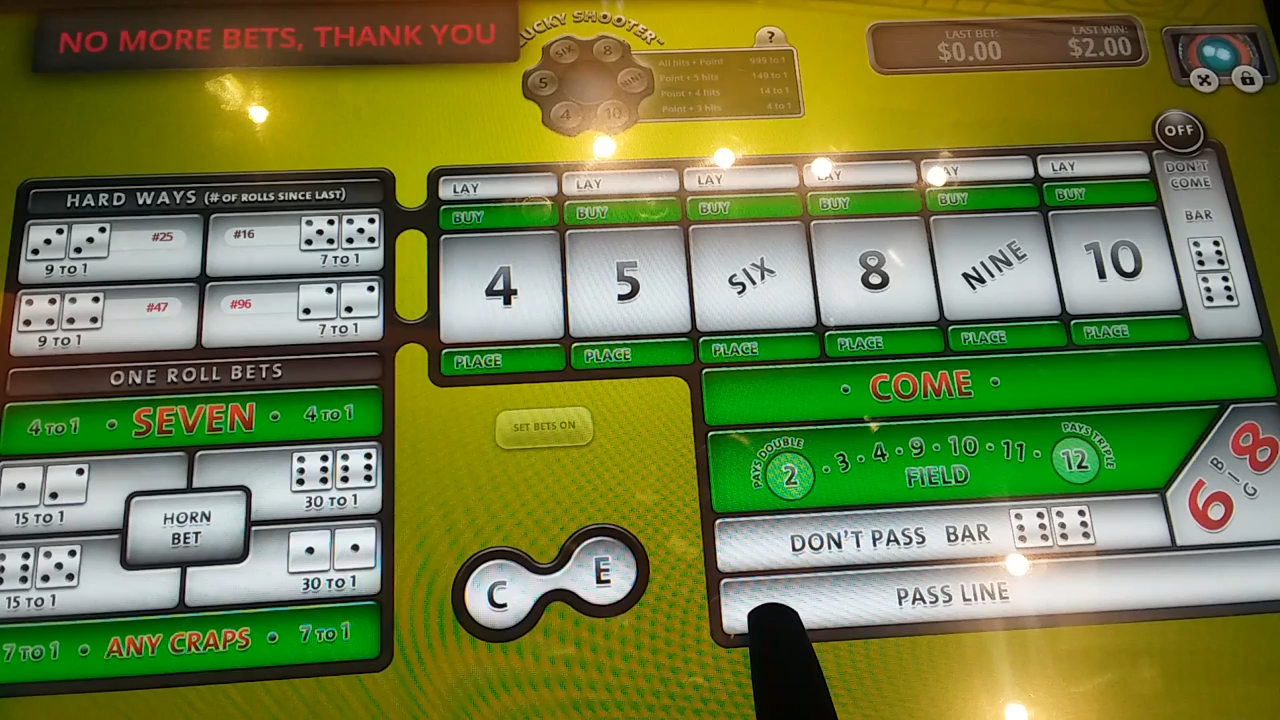 NO MORE BETS, THANK YOU
LUCKY SHOOTER
SIX 8
5 NINE
4 10
?
All hits + Point 999 to 1
Point + 5 hits 149 to 1
Point + 4 hits 14 to 1
Point + 3 hits 4 to 1
LAST BET:
$0.00
LAST WIN:
$2.00
OFF
HARD WAYS (# OF ROLLS SINCE LAST)
#25 #16
9 TO 1 7 TO 1
#47 #96
9 TO 1 7 TO 1
ONE ROLL BETS
4 TO 1 • SEVEN • 4 TO 1
15 TO 1 30 TO 1
HORN
BET
15 TO 1 30 TO 1
7 TO 1 • ANY CRAPS • 7 TO 1
LAY LAY LAY LAY LAY LAY
BUY BUY BUY BUY BUY BUY
4 5 SIX 8 NINE 10
PLACE PLACE PLACE PLACE PLACE PLACE
DON'T
COME
BAR
SET BETS ON
C E
• COME •
PAYS DOUBLE
2 • 3 • 4 • 9 • 10 • 11 • 12
PAYS TRIPLE
FIELD
6 BIG 8
DON'T PASS BAR
PASS LINE